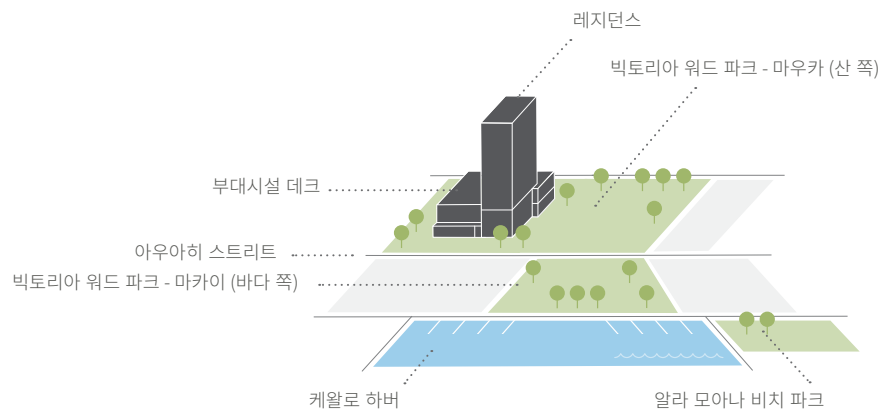 레지던스
빅토리아 워드 파크 - 마우카 (산 쪽)
부대시설 데크
아우아히 스트리트
빅토리아 워드 파크 - 마카이 (바다 쪽)
케왈로 하버
알라 모아나 비치 파크